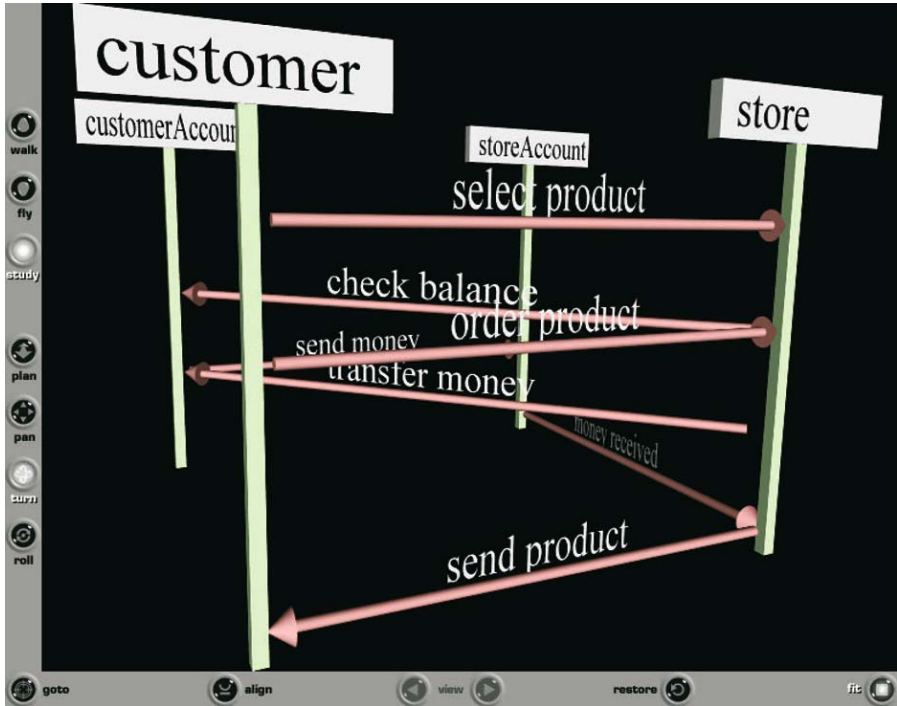 customer
customerAccoun
storeAccount
store
select product
check balance
order product
send money
transfer money
money received
send product
walk
fly
study
plan
pan
turn
roll
goto
align
view
restore
fit